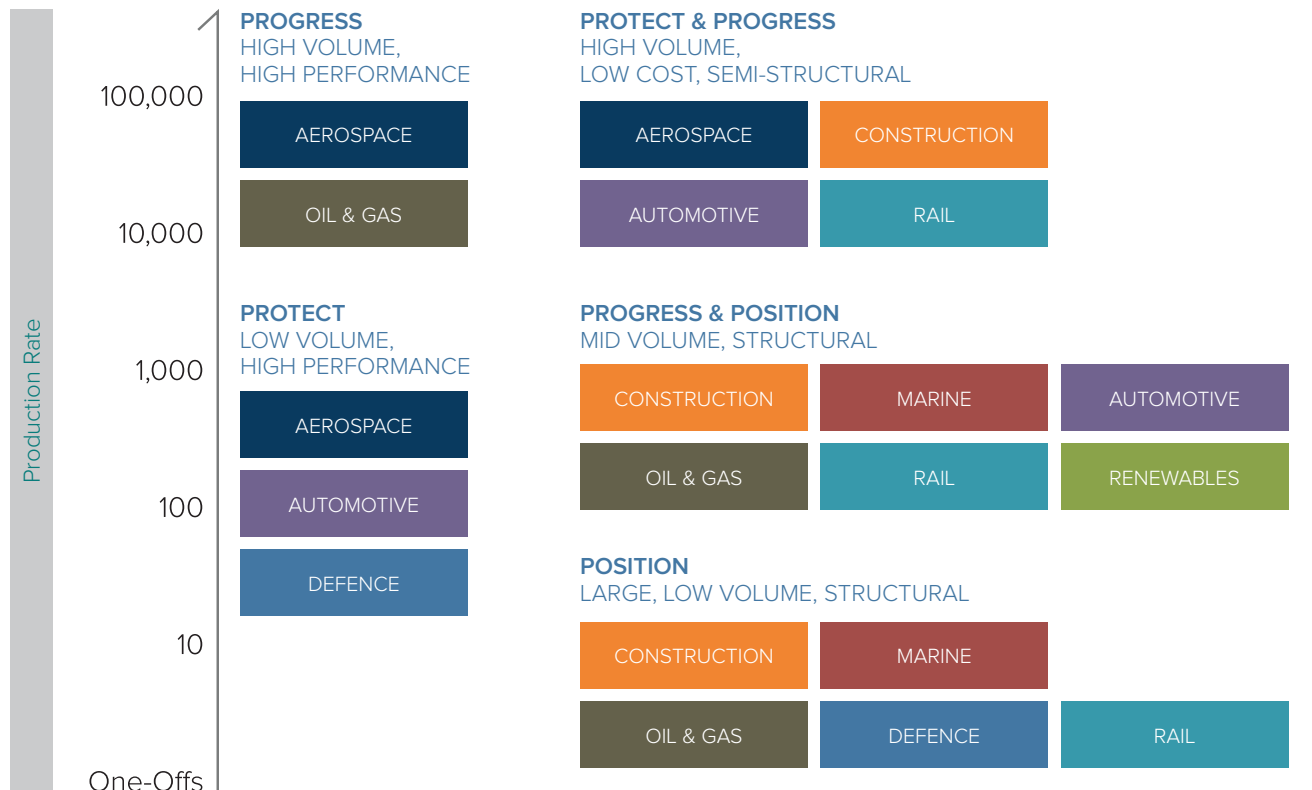 Production Rate
100,000
10,000
1,000
100
10
One-Offs
PROGRESS
HIGH VOLUME,
HIGH PERFORMANCE
AEROSPACE
OIL & GAS
PROTECT
LOW VOLUME,
HIGH PERFORMANCE
AEROSPACE
AUTOMOTIVE
DEFENCE
PROTECT & PROGRESS
HIGH VOLUME,
LOW COST, SEMI-STRUCTURAL
AEROSPACE
CONSTRUCTION
AUTOMOTIVE
RAIL
PROGRESS & POSITION
MID VOLUME, STRUCTURAL
CONSTRUCTION
MARINE
AUTOMOTIVE
OIL & GAS
RAIL
RENEWABLES
POSITION
LARGE, LOW VOLUME, STRUCTURAL
CONSTRUCTION
MARINE
OIL & GAS
DEFENCE
RAIL